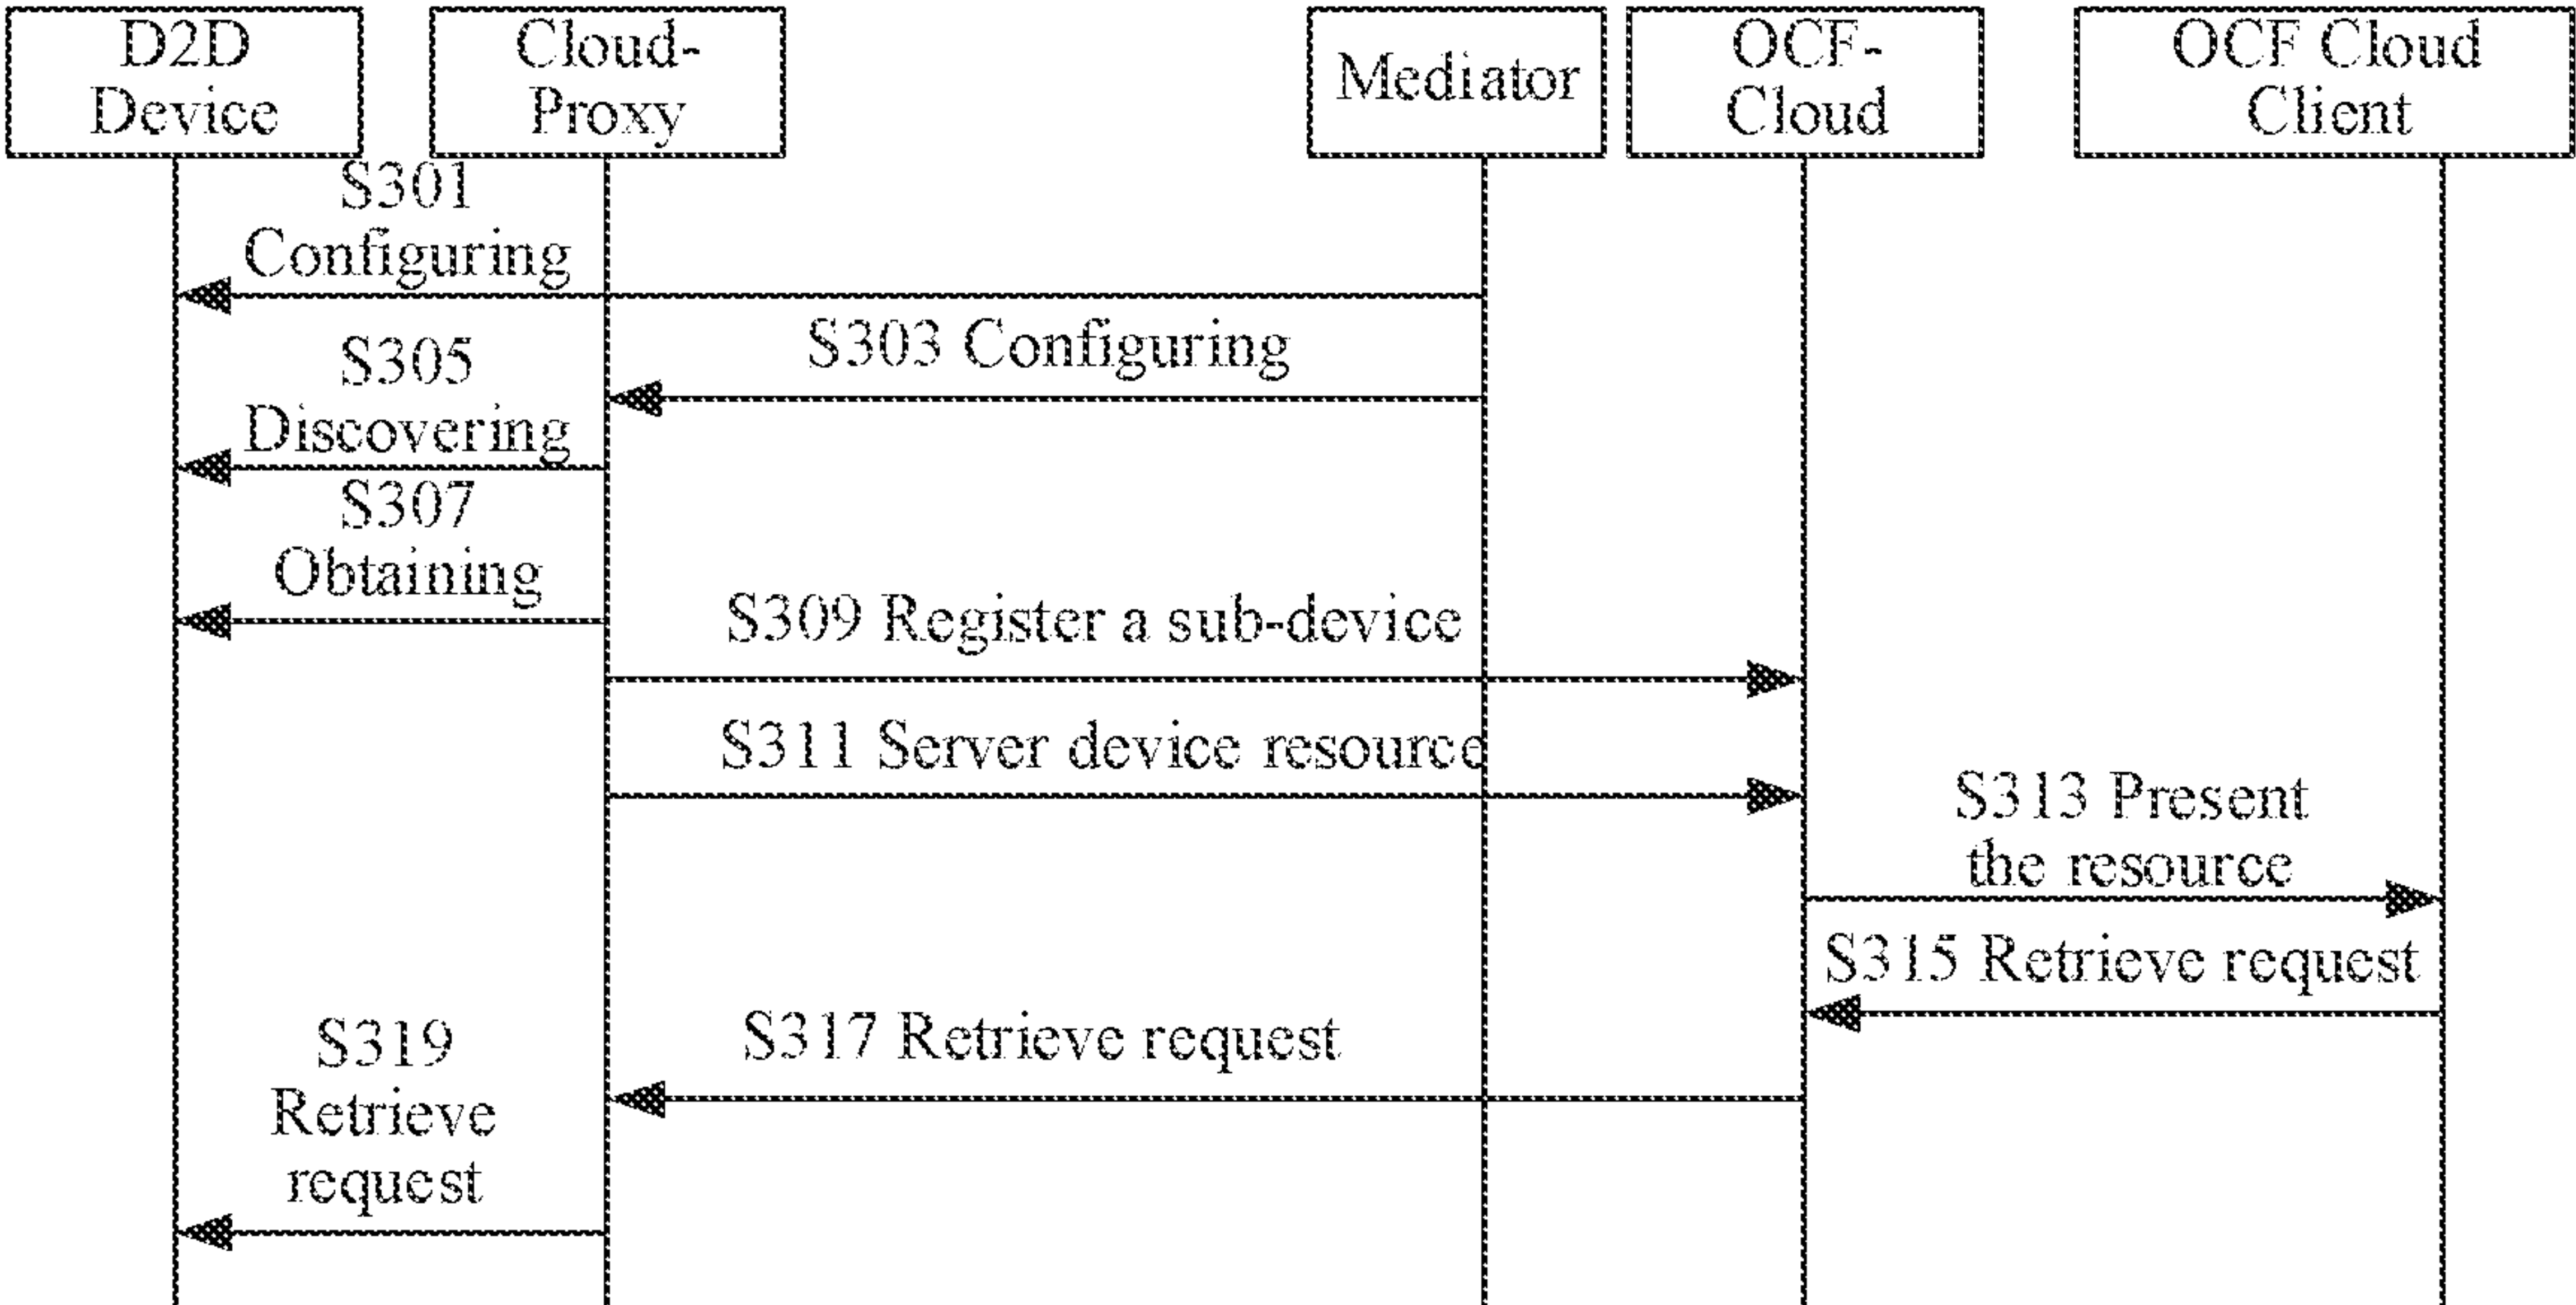 D2D
Device
Cloud-
Proxy
Mediator
OCF-
Cloud
OCF Cloud
Client
S301
Configuring
S303 Configuring
S305
Discovering
S307
Obtaining
S309 Register a sub-device
S311 Server device resource
S313 Present
the resource
S315 Retrieve request
S317 Retrieve request
S319
Retrieve
request